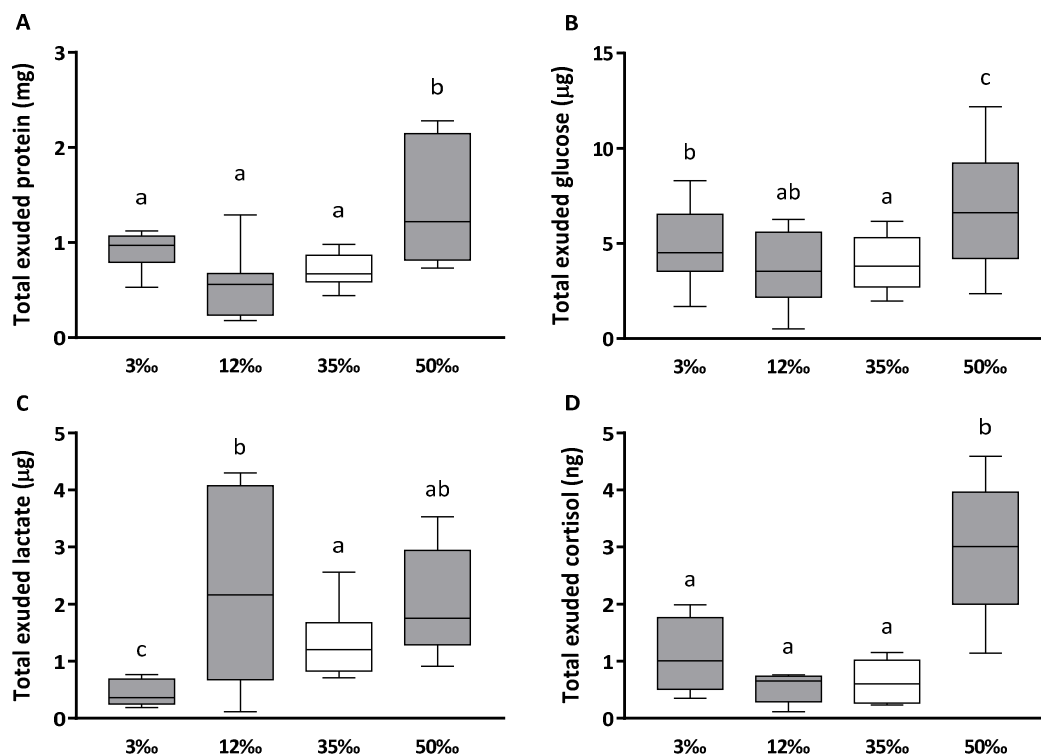 A
Total exuded protein (mg)
3
2
1
0
a
a
a
b
3‰ 12‰ 35‰ 50‰
B
Total exuded glucose (µg)
15
10
5
0
b
ab
a
c
3‰ 12‰ 35‰ 50‰
C
Total exuded lactate (µg)
5
4
3
2
1
0
c
b
a
ab
3‰ 12‰ 35‰ 50‰
D
Total exuded cortisol (ng)
5
4
3
2
1
0
a
a
a
b
3‰ 12‰ 35‰ 50‰